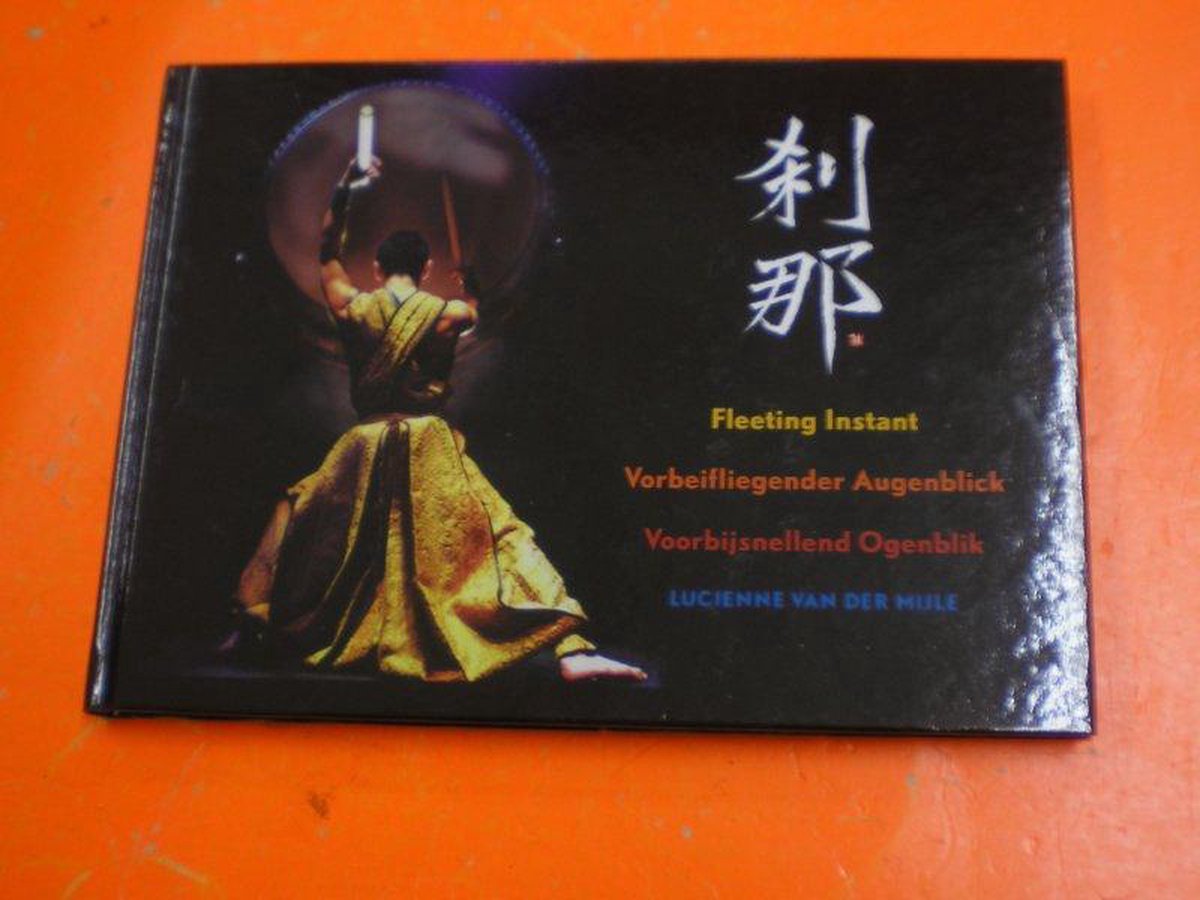 刹
那
Fleeting Instant
Vorbeifliegender Augenblick
Voorbijsnellend Ogenblik
LUCIENNE VAN DER MIJLE